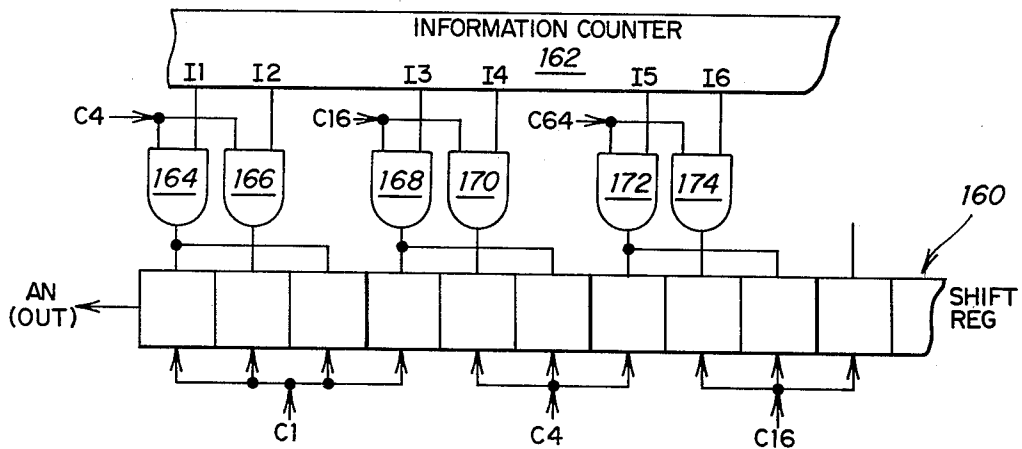 INFORMATION COUNTER
162
I1 I2 I3 I4 I5 I6
C4 C16 C64
164 166 168 170 172 174
160
AN
(OUT)
SHIFT
REG
C1 C4 C16